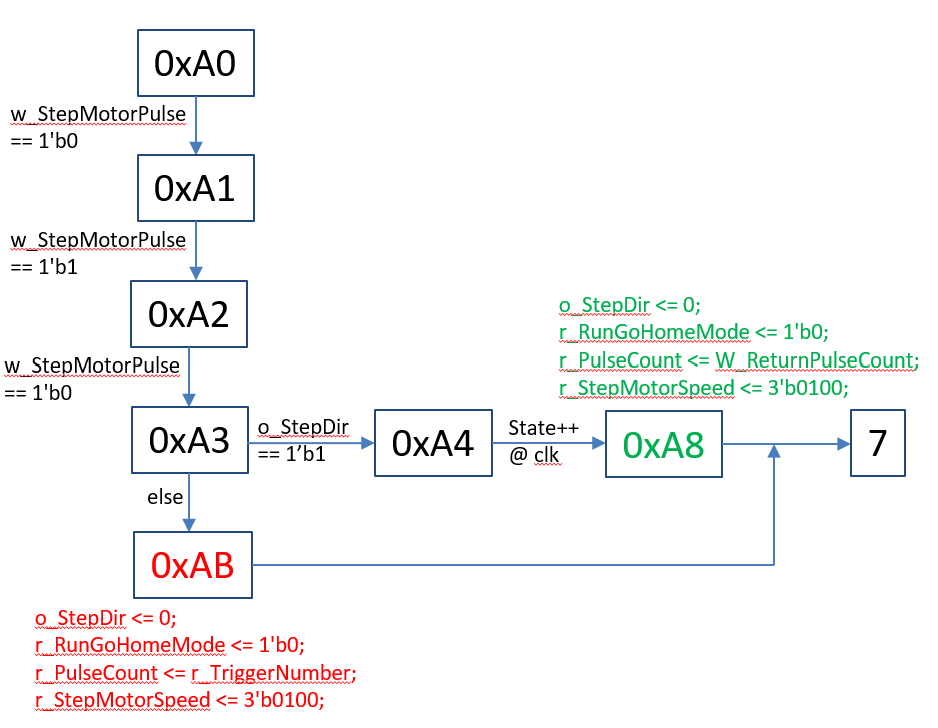 0xA0
w_StepMotorPulse
== 1'b0
0xA1
w_StepMotorPulse
== 1'b1
0xA2
w_StepMotorPulse
== 1'b0
0xA3
o_StepDir
== 1’b1
0xA4
State++
@ clk
o_StepDir <= 0;
r_RunGoHomeMode <= 1'b0;
r_PulseCount <= W_ReturnPulseCount;
r_StepMotorSpeed <= 3'b0100;
0xA8
7
else
0xAB
o_StepDir <= 0;
r_RunGoHomeMode <= 1'b0;
r_PulseCount <= r_TriggerNumber;
r_StepMotorSpeed <= 3'b0100;